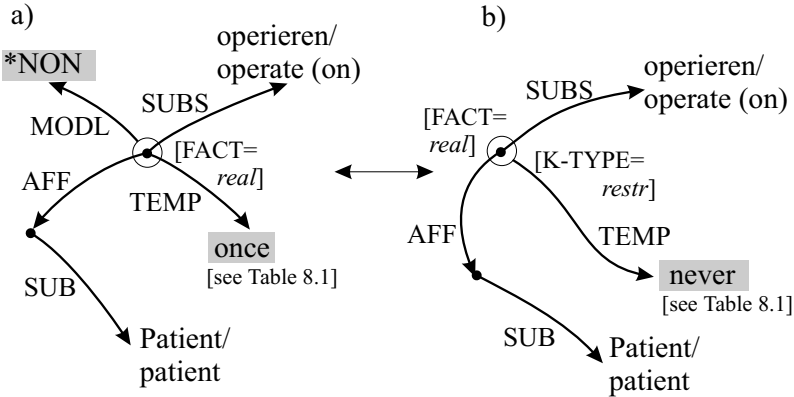 a)
*NON
operieren/
operate (on)
SUBS
MODL
[FACT=
real]
AFF
TEMP
once
[see Table 8.1]
SUB
Patient/
patient
b)
operieren/
operate (on)
SUBS
[FACT=
real]
[K-TYPE=
restr]
AFF
TEMP
never
[see Table 8.1]
SUB
Patient/
patient